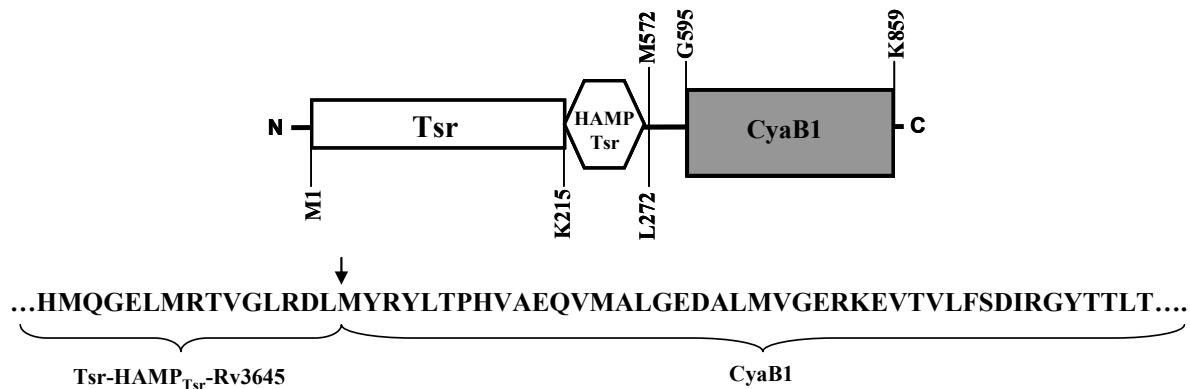 M572
G595
K859
N
Tsr
HAMP
Tsr
CyaB1
C
M1
K215
L272
…HMQGELMRTVGLRDLMYRYLTPHVAEQVMALGEDALMVGERKEVTVLFSDIRGYTTLT….
Tsr-HAMPTsr-Rv3645
CyaB1